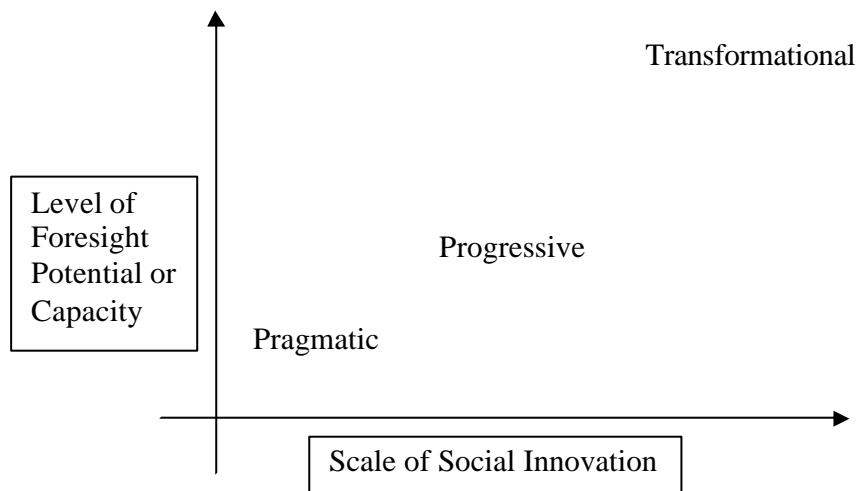 Transformational
Level of
Foresight
Potential or
Capacity
Progressive
Pragmatic
Scale of Social Innovation